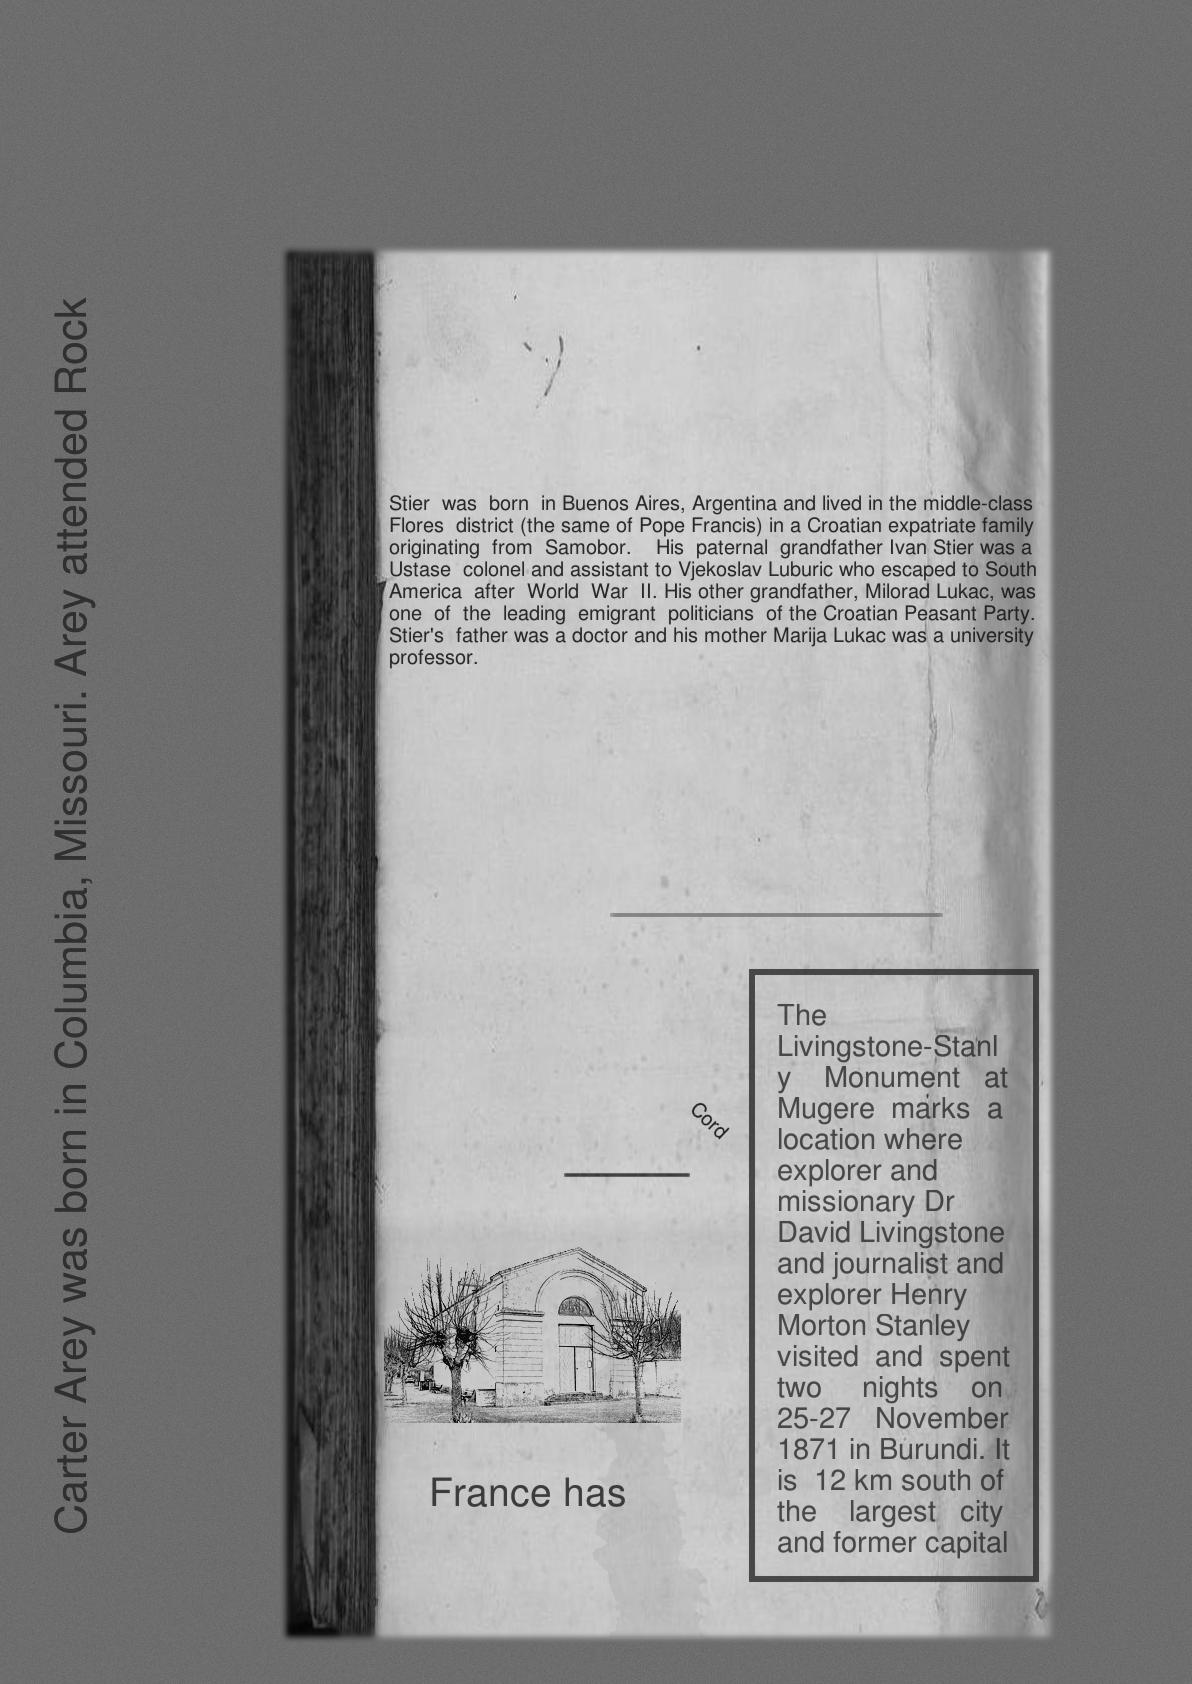 Carter Arey was born in Columbia, Missouri. Arey attended Rock
Stier was born in Buenos Aires, Argentina and lived in the middle-class
Flores district (the same of Pope Francis) in a Croatian expatriate family
originating from Samobor. His paternal grandfather Ivan Stier was a
Ustase colonel and assistant to Vjekoslav Luburic who escaped to South
America after World War II. His other grandfather, Milorad Lukac, was
one of the leading emigrant politicians of the Croatian Peasant Party.
Stier's father was a doctor and his mother Marija Lukac was a university
professor.
Cord
The
Livingstone-Stanl
y Monument at
Mugere marks a
location where
explorer and
missionary Dr
David Livingstone
and journalist and
explorer Henry
Morton Stanley
visited and spent
two nights on
25-27 November
1871 in Burundi. It
is 12 km south of
the largest city
and former capital
France has